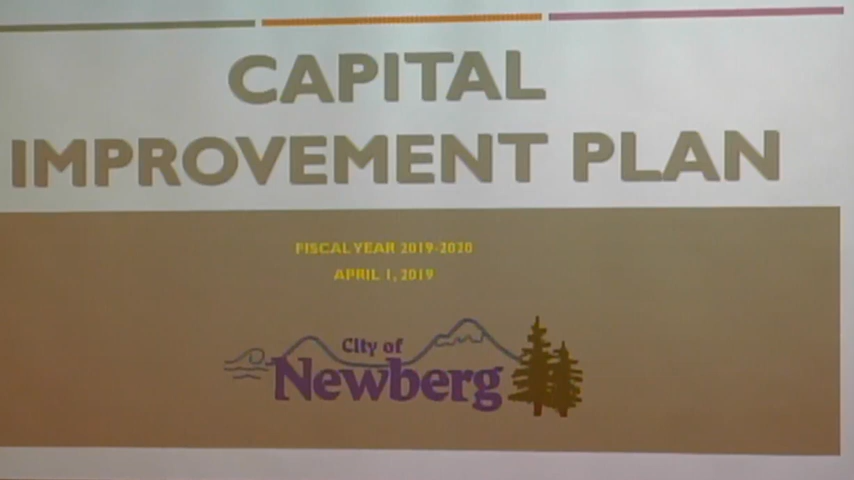 CAPITAL
IMPROVEMENT PLAN
FISCAL YEAR 2019-2020
APRIL 1, 2019
City of
Newberg